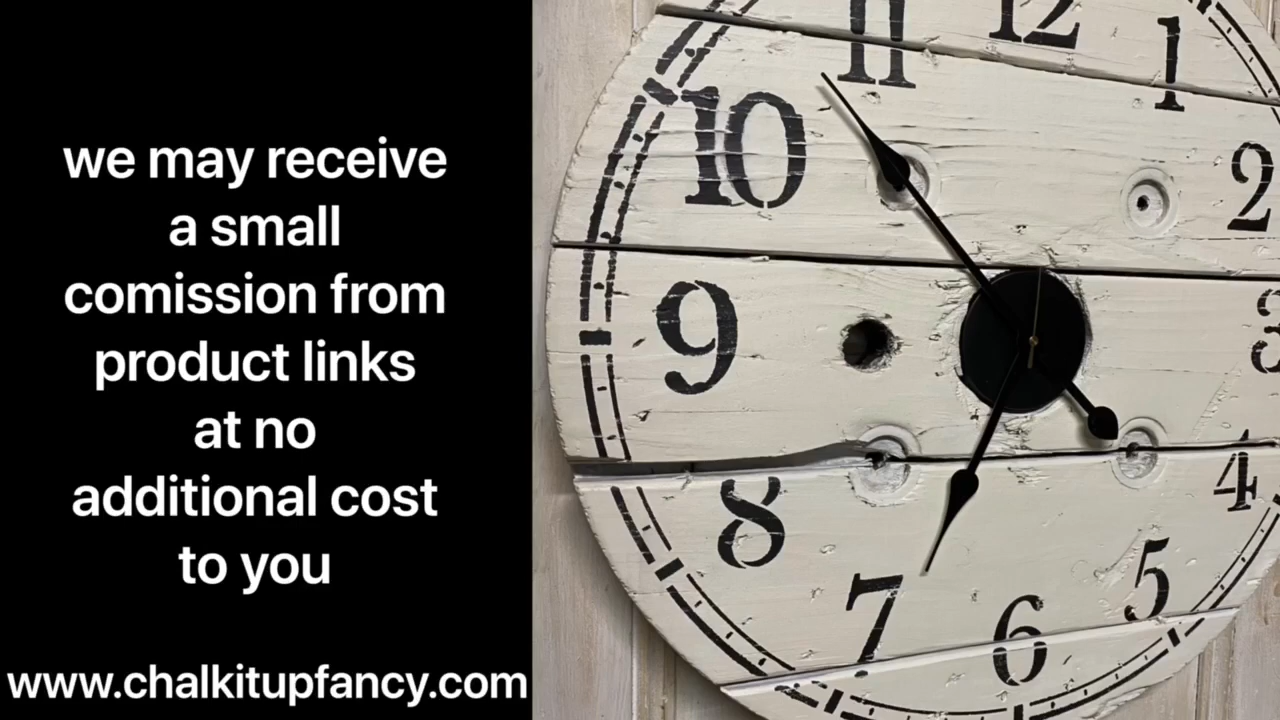 we may receive
a small
comission from
product links
at no
additional cost
to you
www.chalkitupfancy.com
11
12
1
10
2
9
3
8
4
7
6
5